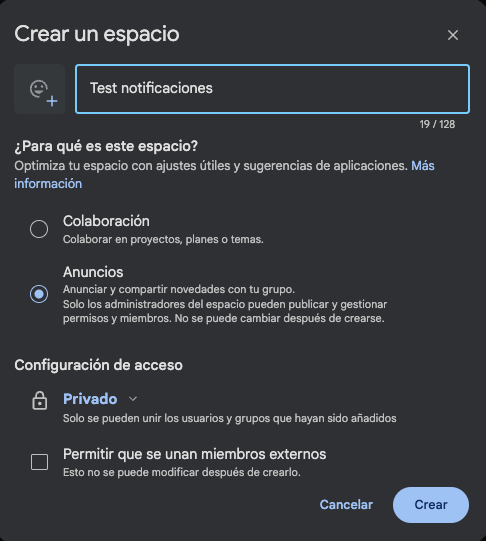 Crear un espacio
Test notificaciones
19 / 128
¿Para qué es este espacio?
Optimiza tu espacio con ajustes útiles y sugerencias de aplicaciones. Más
información
Colaboración
Colaborar en proyectos, planes o temas.
Anuncios
Anunciar y compartir novedades con tu grupo.
Solo los administradores del espacio pueden publicar y gestionar
permisos y miembros. No se puede cambiar después de crearse.
Configuración de acceso
Privado
Solo se pueden unir los usuarios y grupos que hayan sido añadidos
Permitir que se unan miembros externos
Esto no se puede modificar después de crearlo.
Cancelar
Crear